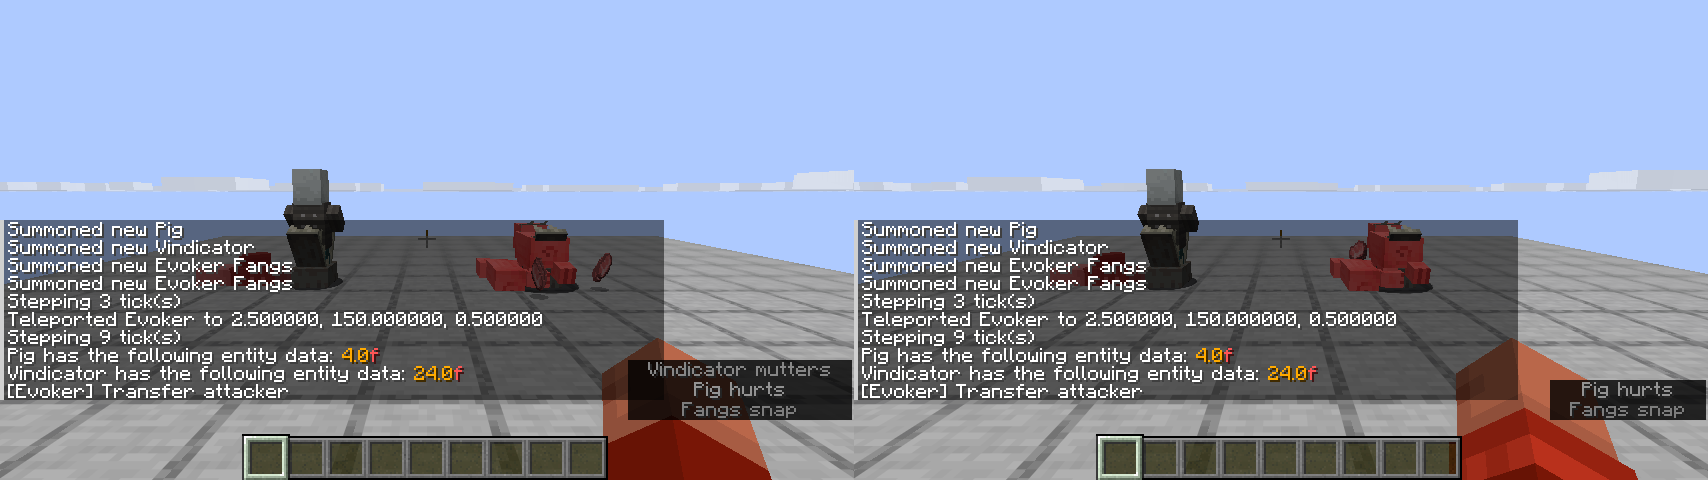 Summoned new Pig
Summoned new Vindicator
Summoned new Evoker Fangs
Summoned new Evoker Fangs
Stepping 3 tick(s)
Teleported Evoker to 2.500000, 150.000000, 0.500000
Stepping 9 tick(s)
Pig has the following entity data: 4.0f
Vindicator has the following entity data: 24.0f
[Evoker] Transfer attacker
Vindicator mutters
Pig hurts
Fangs snap
Summoned new Pig
Summoned new Vindicator
Summoned new Evoker Fangs
Summoned new Evoker Fangs
Stepping 3 tick(s)
Teleported Evoker to 2.500000, 150.000000, 0.500000
Stepping 9 tick(s)
Pig has the following entity data: 4.0f
Vindicator has the following entity data: 24.0f
[Evoker] Transfer attacker
Pig hurts
Fangs snap